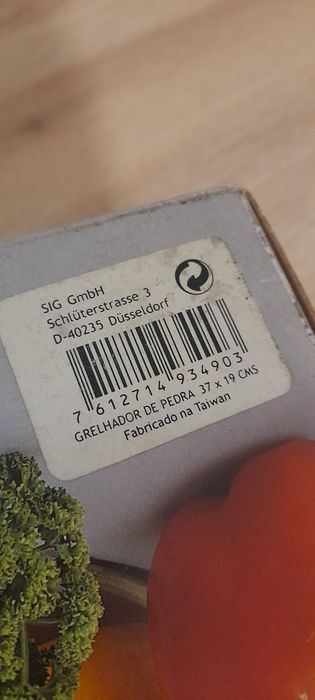 SIG GmbH
Schlüterstrasse 3
D-40235 Düsseldorf
7 612714 934903
GRELHADOR DE PEDRA 37 x 19 CMS
Fabricado na Taiwan